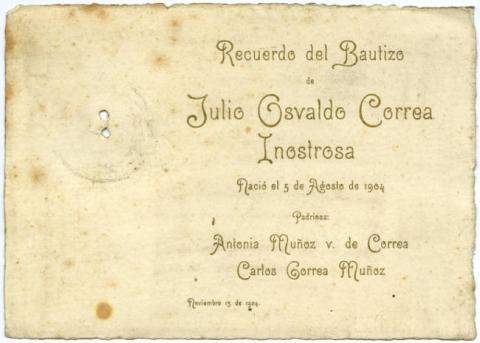 Recuerdo del Bautizo
de
Julio Osvaldo Correa
Inostrosa
Nació el 5 de Agosto de 1904
Padrinos:
Antonia Muñoz v. de Correa
Carlos Correa Muñoz
Noviembre 13 de 1904.